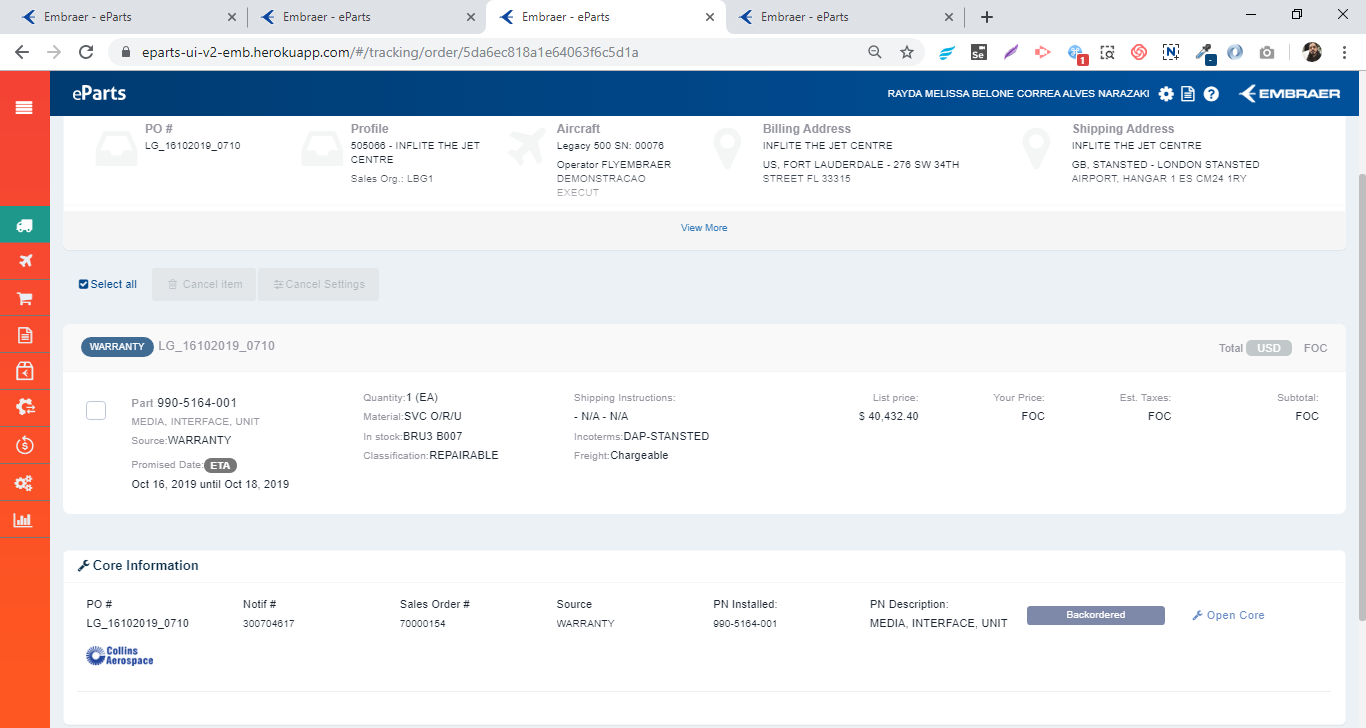 Embraer - eParts
Embraer - eParts
Embraer - eParts
Embraer - eParts
eparts-ui-v2-emb.herokuapp.com/#/tracking/order/5da6ec818a1e64063f6c5d1a
Se
1
N
eParts
RAYDA MELISSA BELONE CORREA ALVES NARAZAKI
EMBRAER
PO #
LG_16102019_0710
Profile
505066 - INFLITE THE JET
CENTRE
Sales Org.: LBG1
Aircraft
Legacy 500 SN: 00076
Operator FLYEMBRAER
DEMONSTRACAO
EXECUT
Billing Address
INFLITE THE JET CENTRE
US, FORT LAUDERDALE - 276 SW 34TH
STREET FL 33315
Shipping Address
INFLITE THE JET CENTRE
GB, STANSTED - LONDON STANSTED
AIRPORT, HANGAR 1 ES CM24 1RY
View More
Select all
Cancel item
Cancel Settings
WARRANTY LG_16102019_0710
Total USD FOC
Part 990-5164-001
MEDIA, INTERFACE, UNIT
Source:WARRANTY
Promised Date: ETA
Oct 16, 2019 until Oct 18, 2019
Quantity:1 (EA)
Material:SVC O/R/U
In stock:BRU3 B007
Classification:REPAIRABLE
Shipping Instructions:
- N/A - N/A
Incoterms:DAP-STANSTED
Freight:Chargeable
List price:
$ 40,432.40
Your Price:
FOC
Est. Taxes:
FOC
Subtotal:
FOC
Core Information
PO #
LG_16102019_0710
Notif #
300704617
Sales Order #
70000154
Source
WARRANTY
PN Installed:
990-5164-001
PN Description:
MEDIA, INTERFACE, UNIT
Backordered
Open Core
Collins
Aerospace